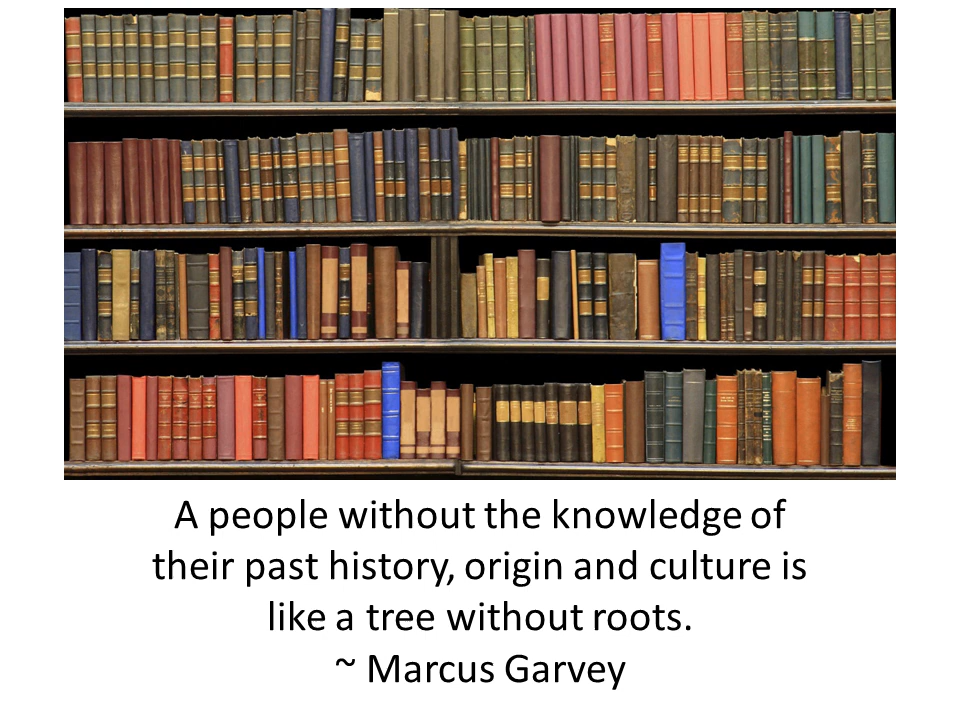 A people without the knowledge of
their past history, origin and culture is
like a tree without roots.
~ Marcus Garvey